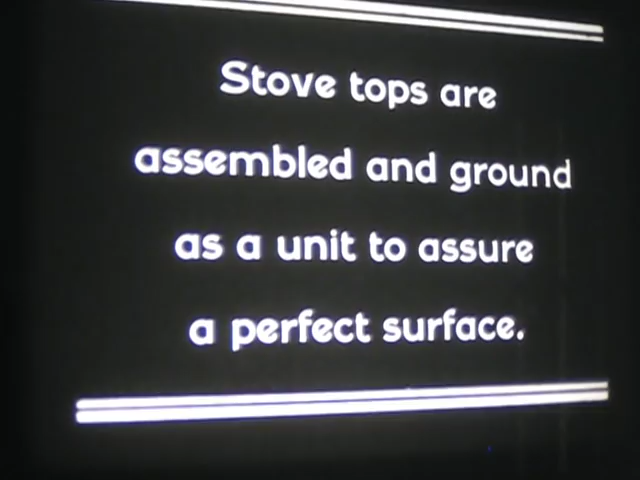 Stove tops are
assembled and ground
as a unit to assure
a perfect surface.